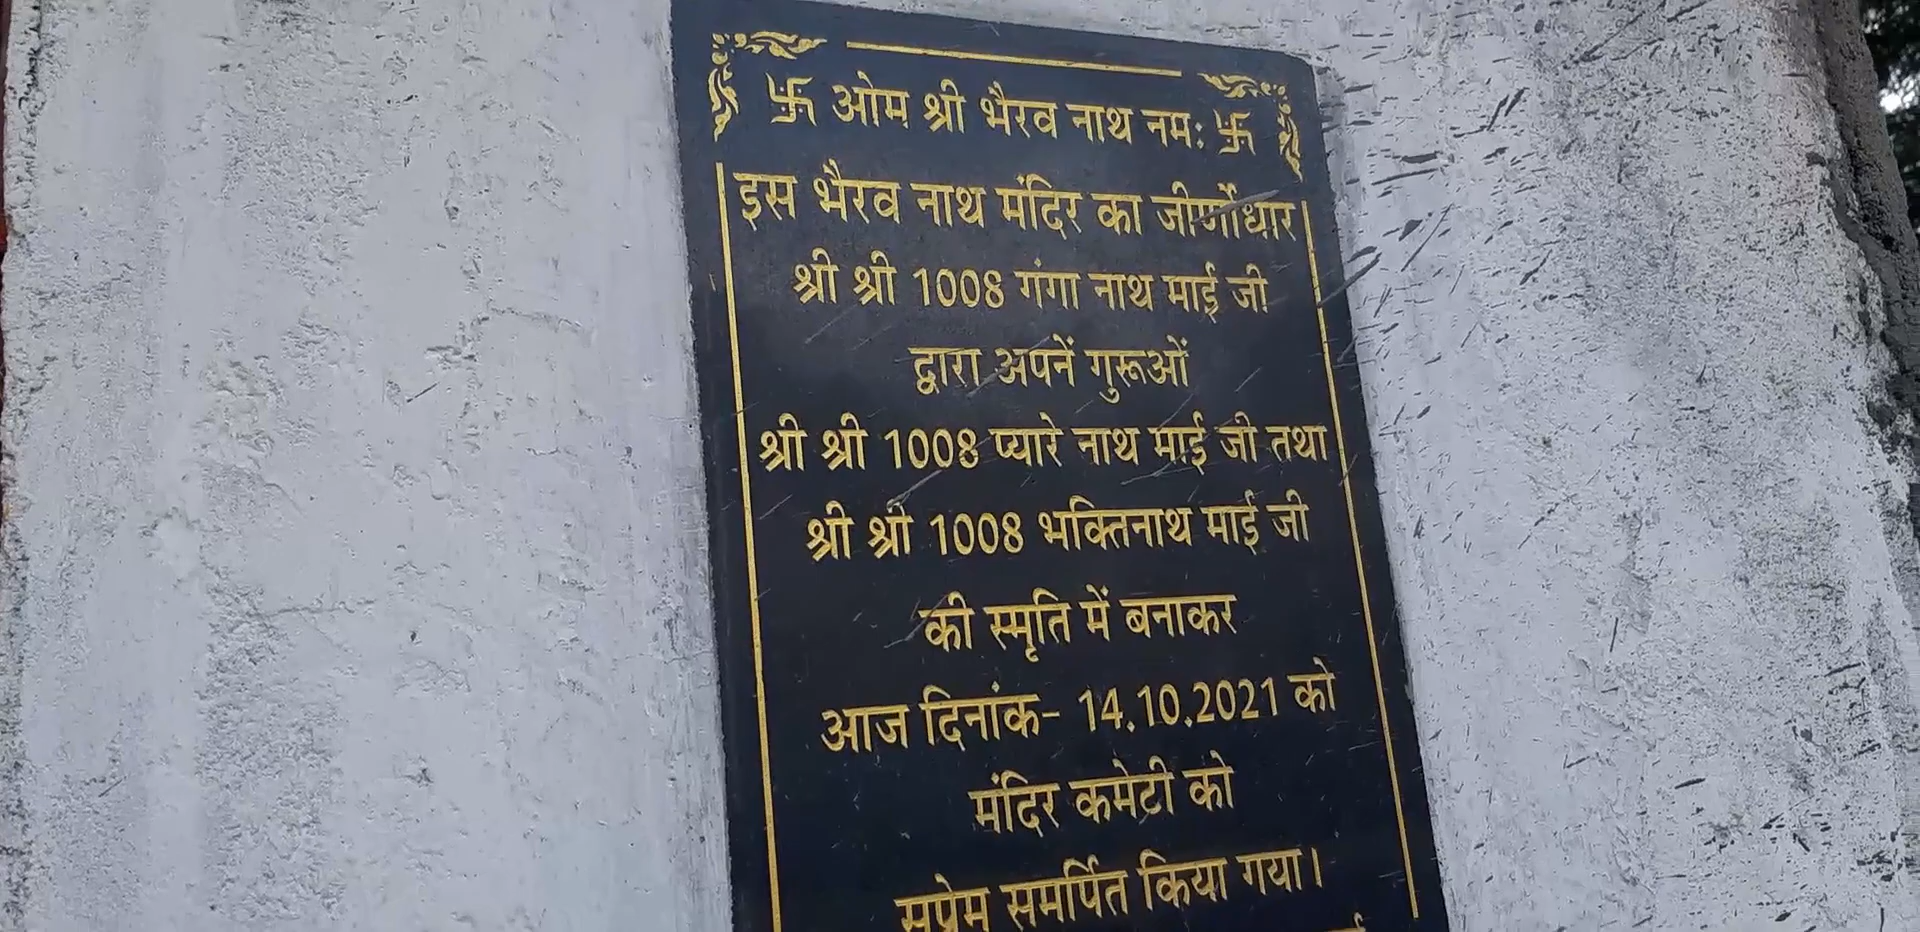 卐 ओम श्री भैरव नाथ नम: 卐
इस भैरव नाथ मंदिर का जीर्णोधार
श्री श्री 1008 गंगा नाथ माई जी
द्वारा अपनें गुरूओं
श्री श्री 1008 प्यारे नाथ माई जी तथा
श्री श्री 1008 भक्तिनाथ माई जी
की स्मृति में बनाकर
आज दिनांक- 14.10.2021 को
मंदिर कमेटी को
सप्रेम समर्पित किया गया।